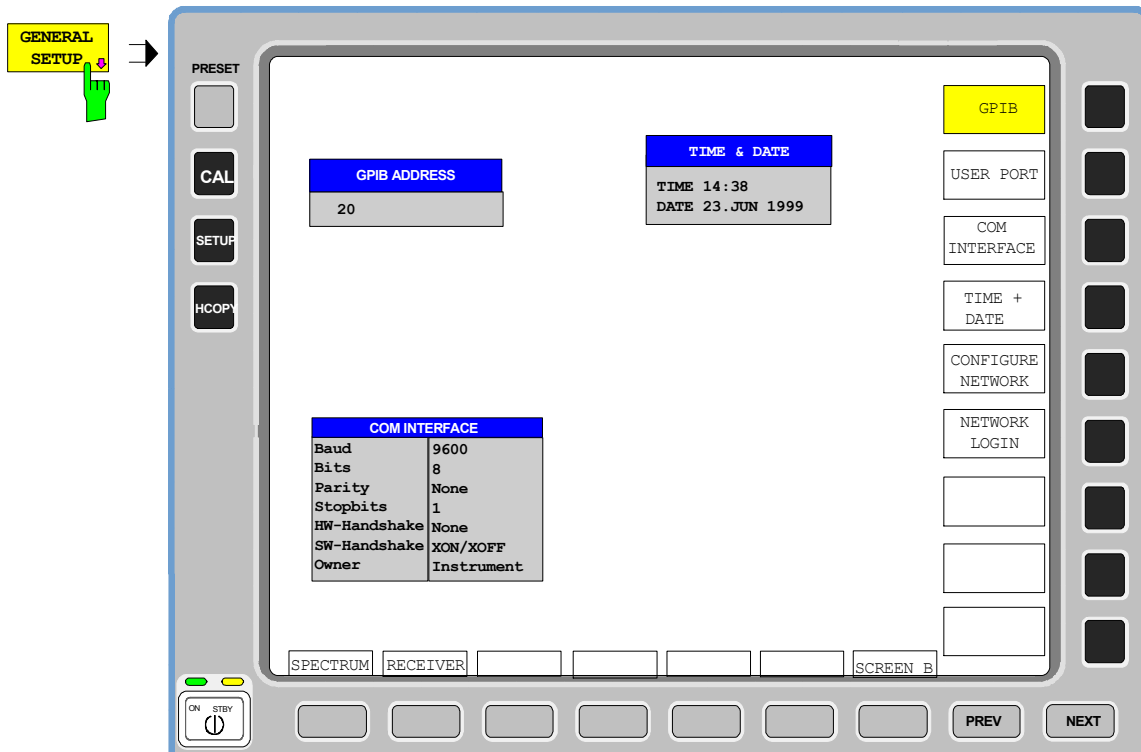 GENERAL
SETUP
PRESET
CAL
SETUP
HCOPY
GPIB ADDRESS
20
TIME & DATE
TIME 14:38
DATE 23.JUN 1999
COM INTERFACE
Baud 9600
Bits 8
Parity None
Stopbits 1
HW-Handshake None
SW-Handshake XON/XOFF
Owner Instrument
GPIB
USER PORT
COM
INTERFACE
TIME +
DATE
CONFIGURE
NETWORK
NETWORK
LOGIN
SPECTRUM RECEIVER SCREEN B
ON STBY
PREV NEXT